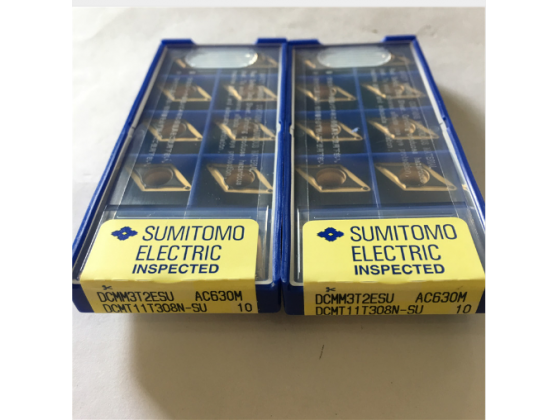 SUMITOMO
ELECTRIC
INSPECTED
DCMM3T2ESU AC630M
DCMT11T308N-SU 10
SUMITOMO
ELECTRIC
INSPECTED
DCMM3T2ESU AC630M
DCMT11T308N-SU 10